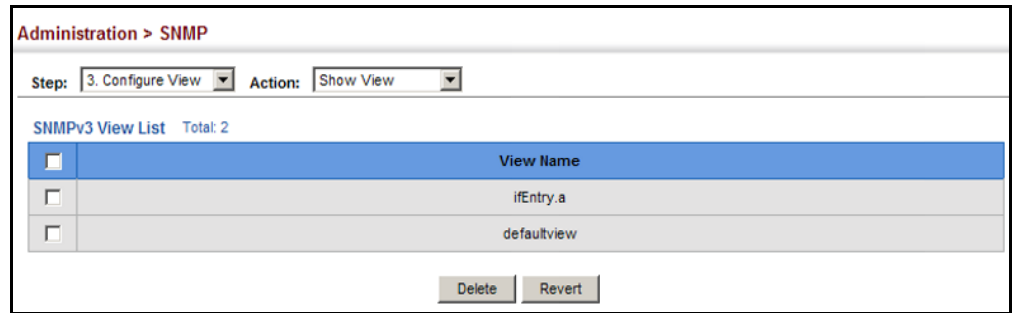 Administration > SNMP
Step: 3. Configure View Action: Show View
SNMPv3 View List Total: 2
View Name
ifEntry.a
defaultview
Delete Revert